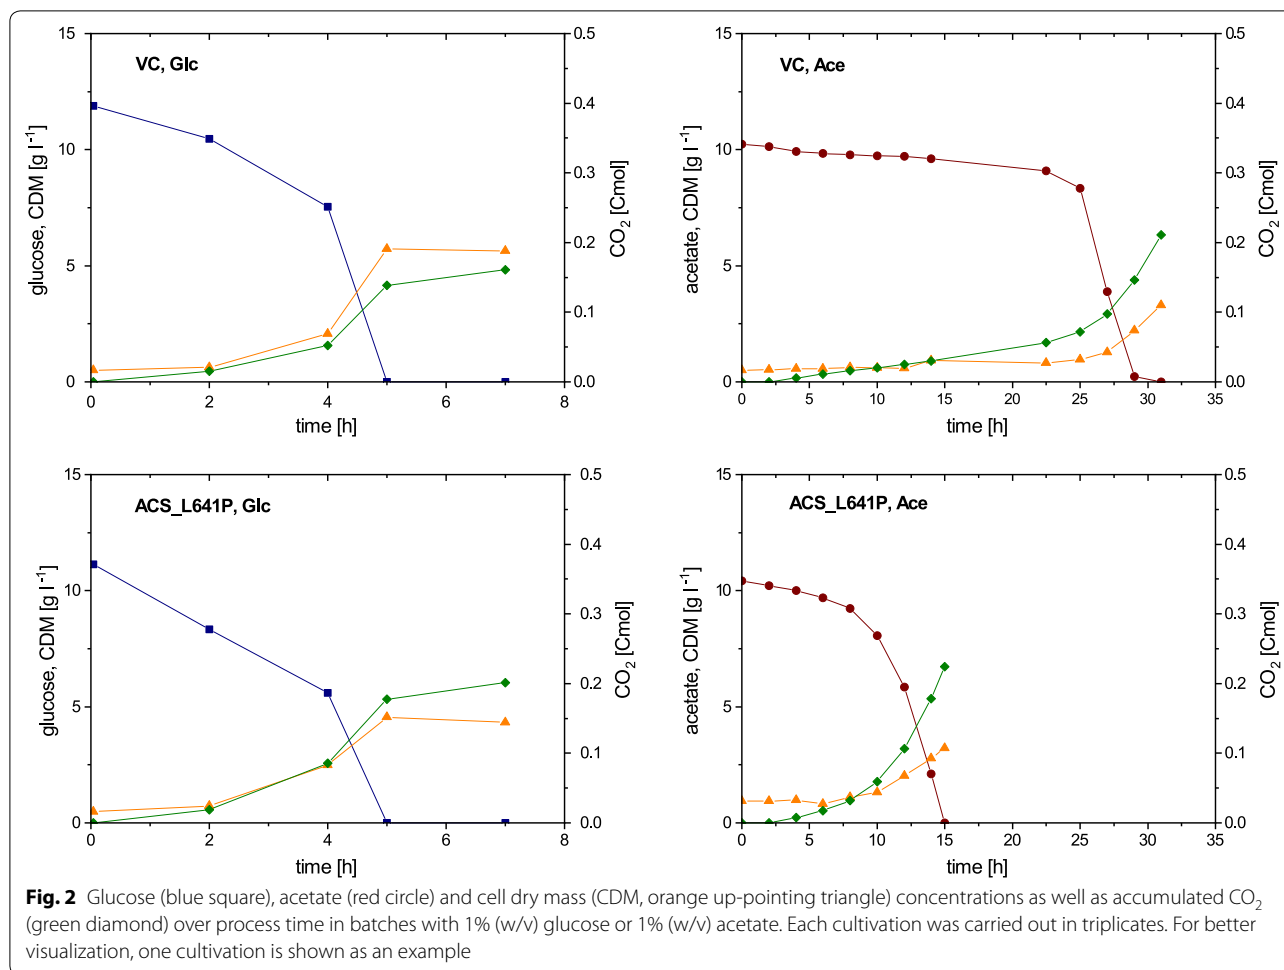 VC, Glc
glucose, CDM [g l-1]
15
10
5
0
0 2 4 6 8
time [h]
0.5
0.4
0.3
0.2
0.1
0.0
CO2 [Cmol]
VC, Ace
acetate, CDM [g l-1]
15
10
5
0
0 5 10 15 20 25 30 35
time [h]
0.5
0.4
0.3
0.2
0.1
0.0
CO2 [Cmol]
ACS_L641P, Glc
glucose, CDM [g l-1]
15
10
5
0
0 2 4 6 8
time [h]
0.5
0.4
0.3
0.2
0.1
0.0
CO2 [Cmol]
ACS_L641P, Ace
acetate, CDM [g l-1]
15
10
5
0
0 5 10 15 20 25 30 35
time [h]
0.5
0.4
0.3
0.2
0.1
0.0
CO2 [Cmol]
Fig. 2 Glucose (blue square), acetate (red circle) and cell dry mass (CDM, orange up-pointing triangle) concentrations as well as accumulated CO2
(green diamond) over process time in batches with 1% (w/v) glucose or 1% (w/v) acetate. Each cultivation was carried out in triplicates. For better
visualization, one cultivation is shown as an example